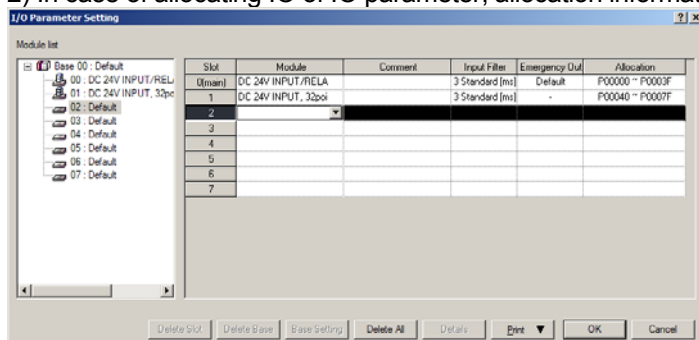 2) In case of allocating IO of IO parameter, allocation informa
I/O Parameter Setting
Module list
Base 00 : Default
00 : DC 24V INPUT/REL
01 : DC 24V INPUT, 32po
02 : Default
03 : Default
04 : Default
05 : Default
06 : Default
07 : Default
Slot Module Comment Input Filter Emergency Out Allocation
0(main) DC 24V INPUT/RELA 3 Standard [ms] Default P00000 ~ P0003F
1 DC 24V INPUT, 32poi 3 Standard [ms] - P00040 ~ P0007F
2
3
4
5
6
7
Delete Slot Delete Base Base Setting Delete All Details Print ▼ OK Cancel